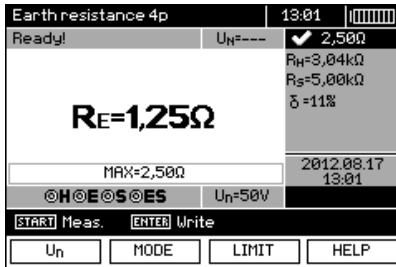 Earth resistance 4p 13:01
Ready! UN=--- ✔ 2,50Ω
RH=3,04kΩ
RS=5,00kΩ
δ=11%
RE=1,25Ω
MAX=2,50Ω
2012.08.17
13:01
◎H◎E◎S◎ES Un=50V
START Meas. ENTER Write
Un MODE LIMIT HELP